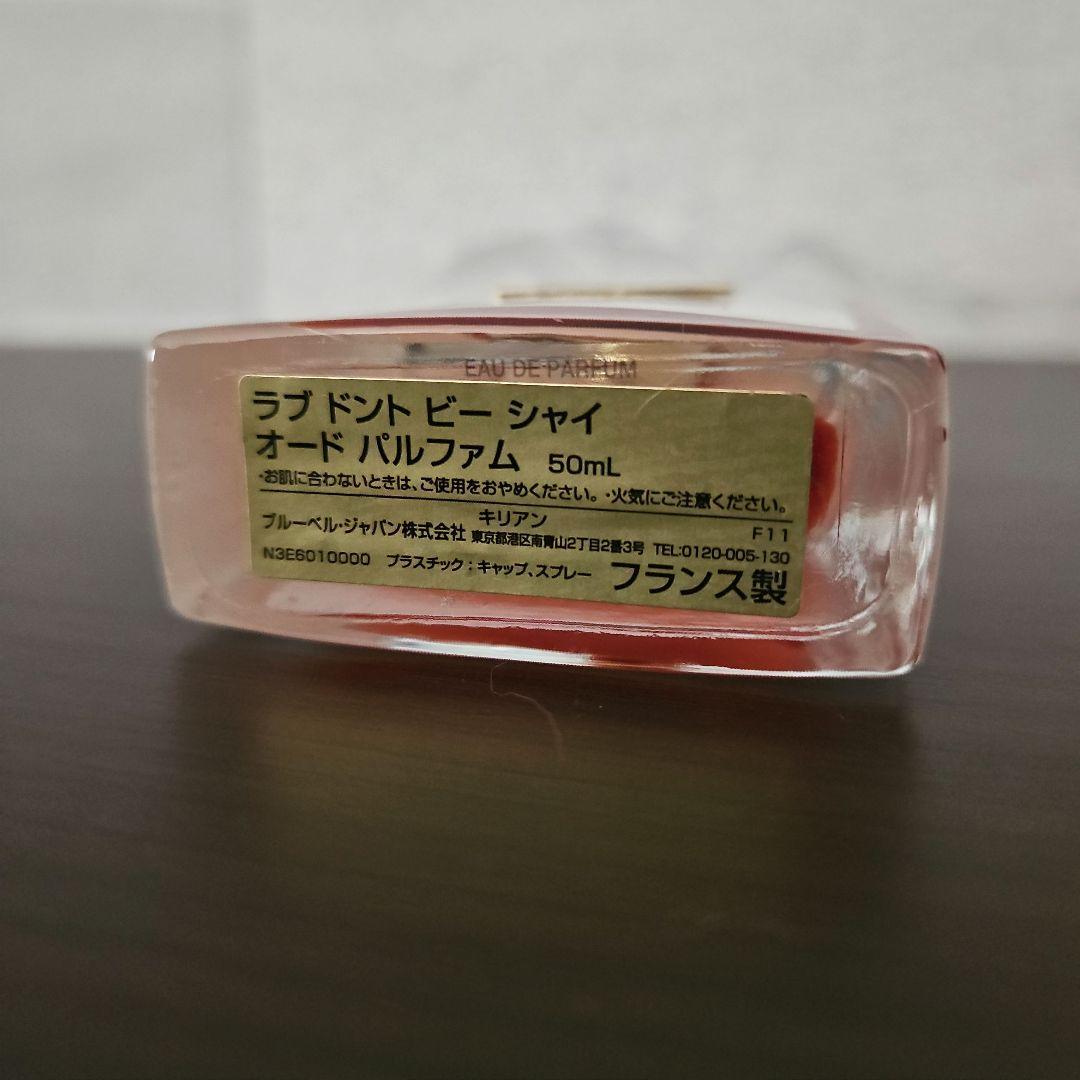 EAU DE PARFUM
ラブ ドント ビー シャイ
オード パルファム 50mL
・お肌に合わないときは、ご使用をおやめください。・火気にご注意ください。
キリアン F11
ブルーベル・ジャパン株式会社 東京都港区南青山2丁目2番3号 TEL:0120-005-130
N3E6010000 プラスチック：キャップ、スプレー フランス製